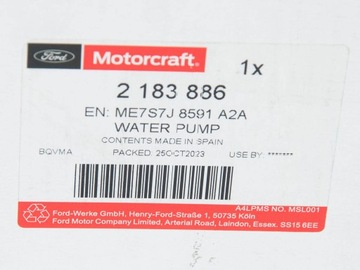 Ford Motorcraft 1x
2 183 886
EN: ME7S7J 8591 A2A
WATER PUMP
CONTENTS MADE IN SPAIN
BQVMA PACKED: 25OCT2023 USE BY: *******
A4LPMS NO. MSL001
Ford-Werke GmbH. Henry-Ford-Straße 1, 50735 Köln
Ford Motor Company Limited, Arterial Road, Laindon, Essex. SS15 6EE